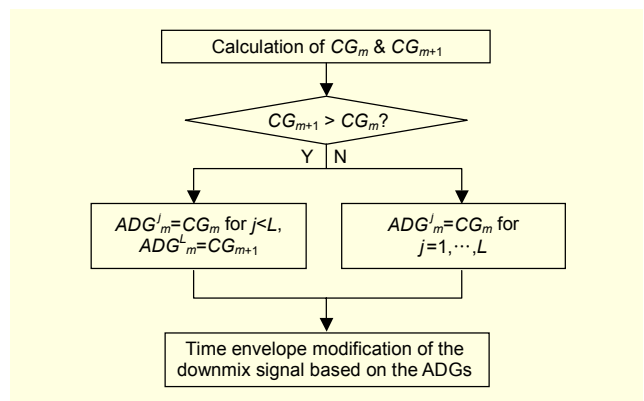 Calculation of CGₘ & CGₘ₊₁
CGₘ₊₁ > CGₘ?
Y N
ADGʲₘ=CGₘ for j<L,
ADGᴸₘ=CGₘ₊₁
ADGʲₘ=CGₘ for
j=1,⋯,L
Time envelope modification of the
downmix signal based on the ADGs